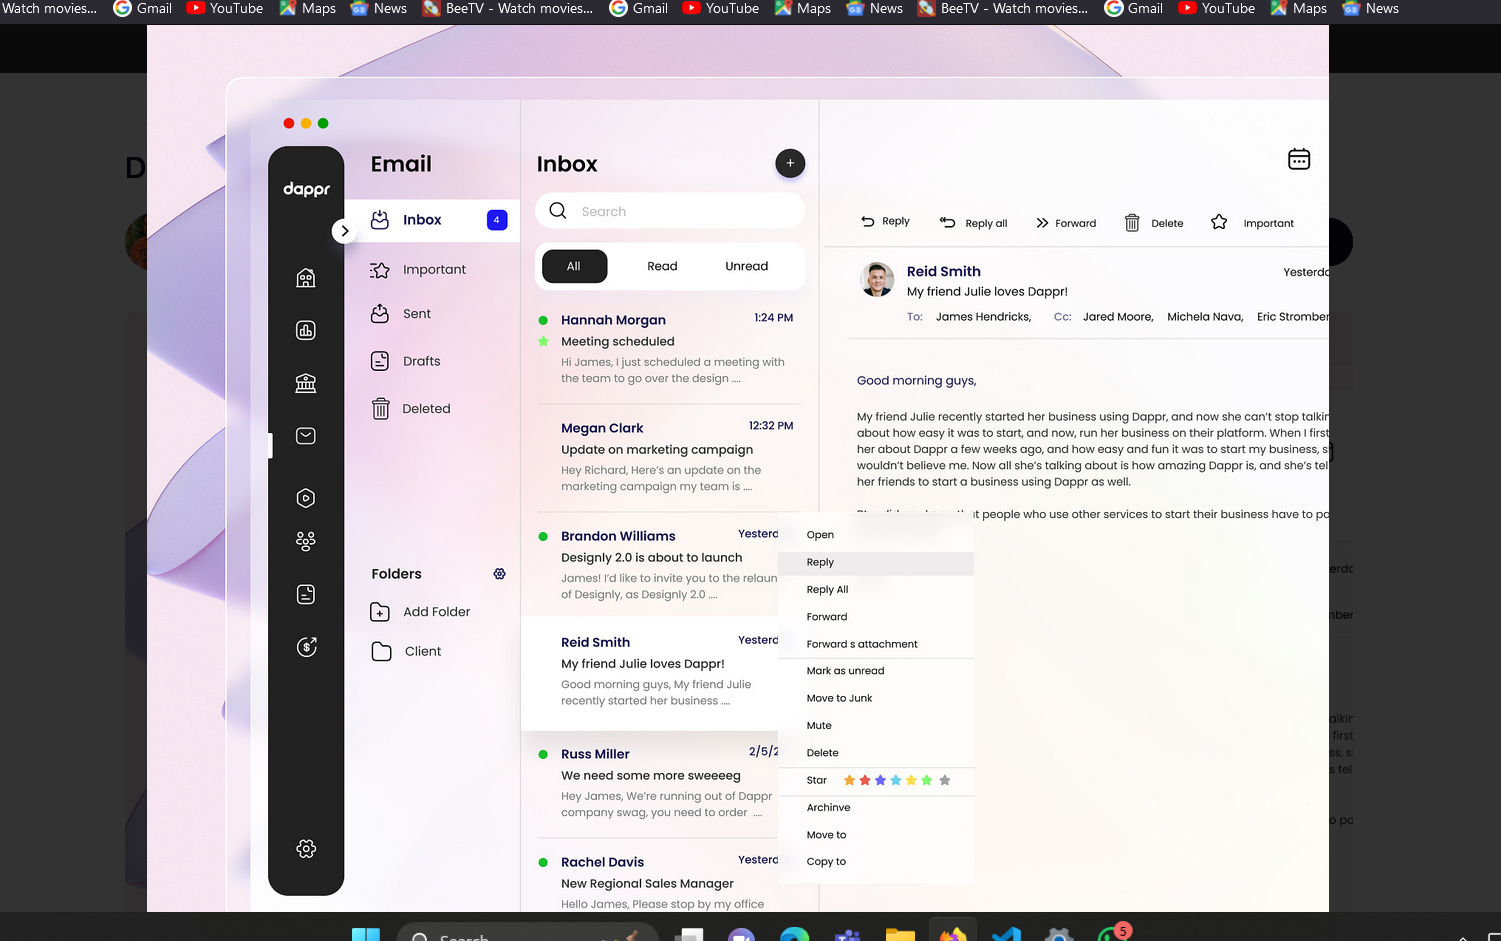 Watch movies... Gmail YouTube Maps News BeeTV - Watch movies... Gmail YouTube Maps News BeeTV - Watch movies... Gmail YouTube Maps News
D
dappr
Email
Inbox 4
Important
Sent
Drafts
Deleted
Folders
Add Folder
Client
Inbox
+
Search
All Read Unread
Hannah Morgan 1:24 PM
Meeting scheduled
Hi James, I just scheduled a meeting with
the team to go over the design ....
Megan Clark 12:32 PM
Update on marketing campaign
Hey Richard, Here's an update on the
marketing campaign my team is ....
Brandon Williams Yesterd
Designly 2.0 is about to launch
James! I'd like to invite you to the relaun
of Designly, as Designly 2.0 ....
Reid Smith Yesterd
My friend Julie loves Dappr!
Good morning guys, My friend Julie
recently started her business ....
Russ Miller 2/5/2
We need some more sweeeeg
Hey James, We're running out of Dappr
company swag, you need to order ....
Rachel Davis Yesterd
New Regional Sales Manager
Hello James, Please stop by my office
Reply Reply all Forward Delete Important
Reid Smith Yesterd
My friend Julie loves Dappr!
To: James Hendricks, Cc: Jared Moore, Michela Nava, Eric Stromber
Good morning guys,
My friend Julie recently started her business using Dappr, and now she can't stop talkin
about how easy it was to start, and now, run her business on their platform. When I first
her about Dappr a few weeks ago, and how easy and fun it was to start my business, s
wouldn't believe me. Now all she's talking about is how amazing Dappr is, and she's tel
her friends to start a business using Dappr as well.
that people who use other services to start their business have to pa
Open
Reply
Reply All
Forward
Forward s attachment
Mark as unread
Move to Junk
Mute
Delete
Star
Archinve
Move to
Copy to
Search
5